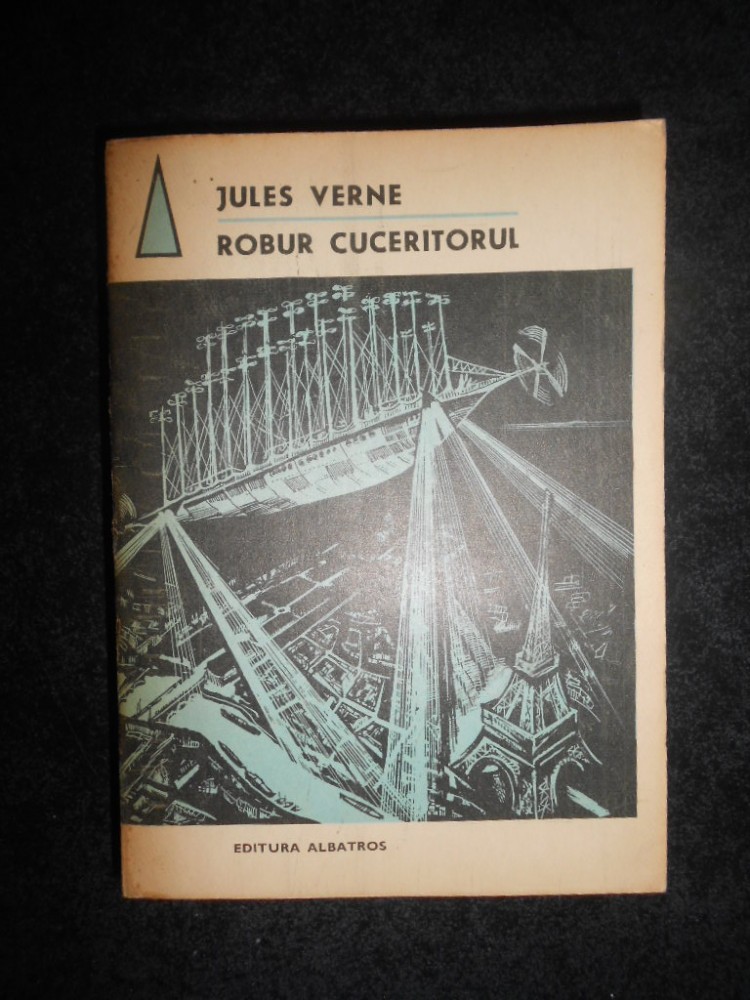 JULES VERNE
ROBUR CUCERITORUL
EDITURA ALBATROS